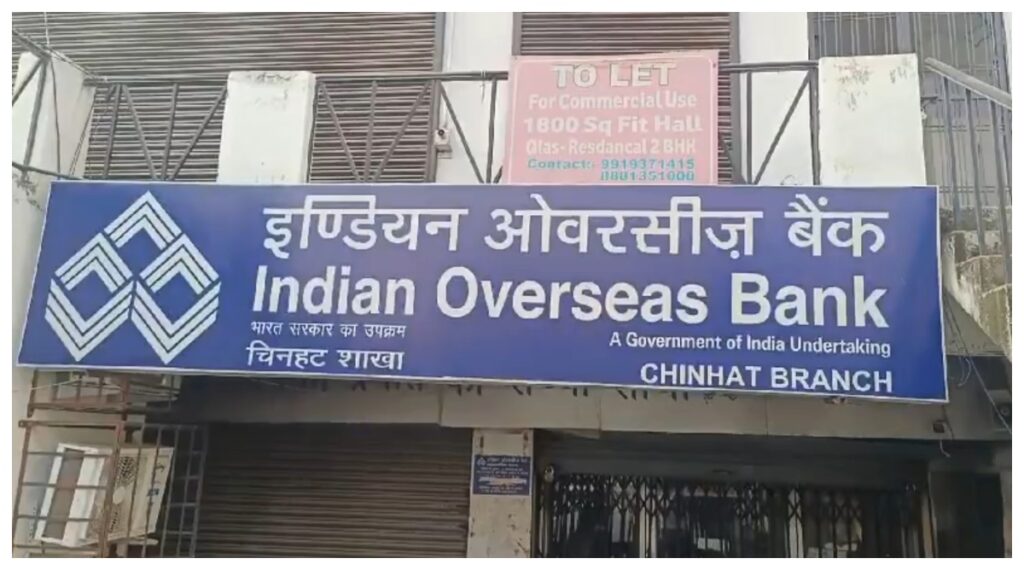 TO LET
For Commercial Use
1800 Sq Fit Hall
Qlas- Resdancal 2 BHK
Contact:- 9919371415
8881351000
इण्डियन ओवरसीज़ बैंक
Indian Overseas Bank
भारत सरकार का उपक्रम
A Government of India Undertaking
चिनहट शाखा
CHINHAT BRANCH